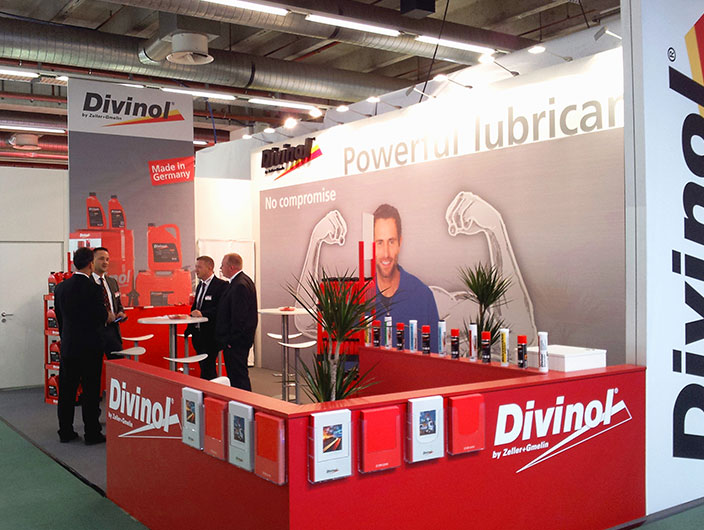 Divinol®
by Zeller+Gmelin
Made in
Germany
Divinol
Divinol
Powerful lubrican
No compromise
Divinol®
Divinol®
by Zeller+Gmelin
Divinol®
by Zeller+Gmelin